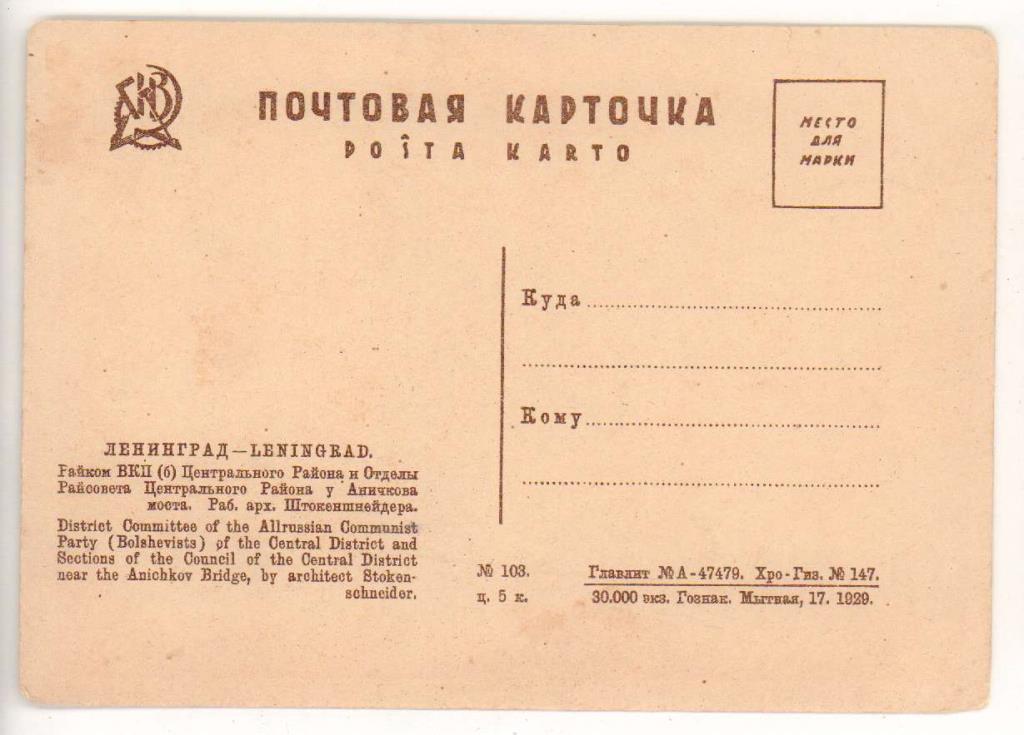 АКВ
ПОЧТОВАЯ КАРТОЧКА
POŜTA KARTO
МЕСТО
ДЛЯ
МАРКИ
Куда
Кому
ЛЕНИНГРАД—LENINGRAD.
Райком ВКП (б) Центрального Района и Отделы
Райсовета Центрального Района у Аничкова
моста. Раб. арх. Штокеншнейдера.
District Committee of the Allrussian Communist
Party (Bolshevists) of the Central District and
Sections of the Council of the Central District
near the Anichkov Bridge, by architect Stoken-
schneider.
№ 103.
ц. 5 к.
Главлит № А-47479. Хро-Гиз. № 147.
30.000 экз. Гознак. Мытная, 17. 1929.